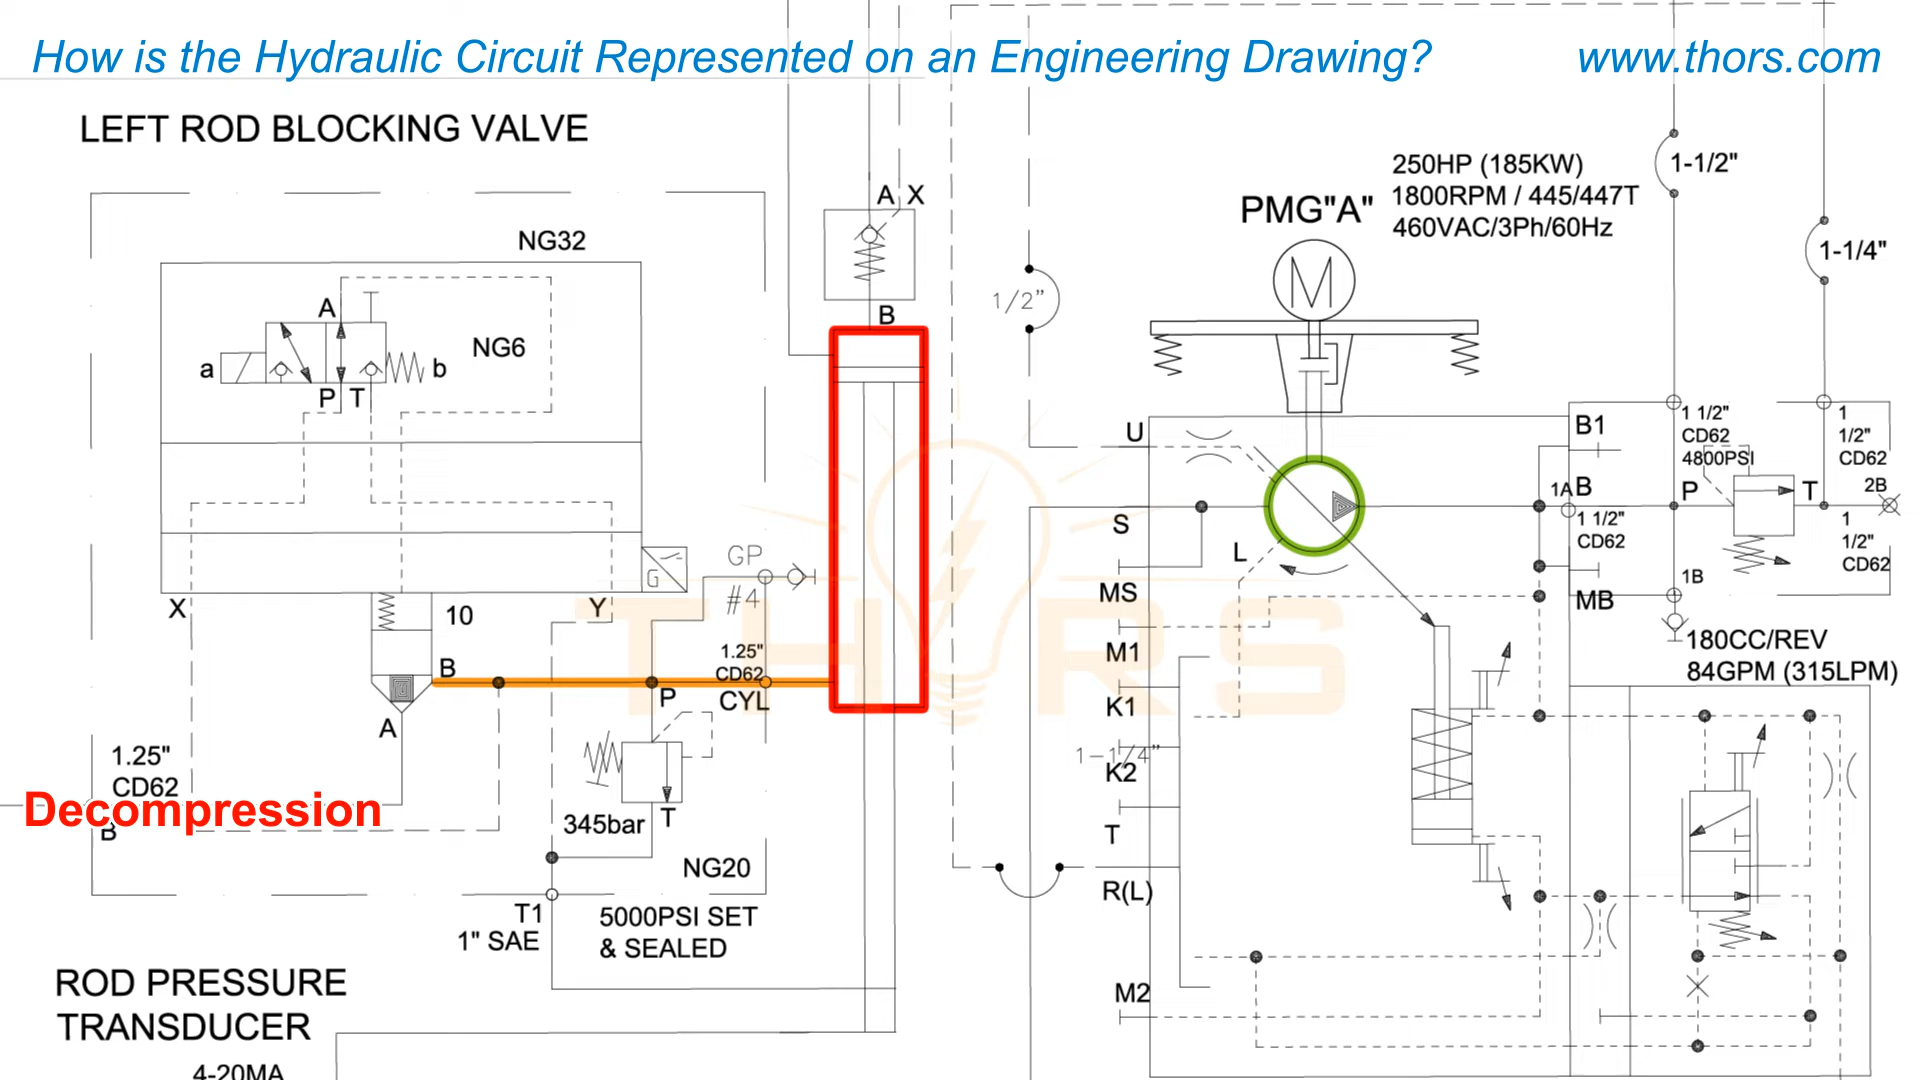 How is the Hydraulic Circuit Represented on an Engineering Drawing?
www.thors.com
LEFT ROD BLOCKING VALVE
NG32
A
NG6
a
b
P T
X
10
Y
B
A
GP
#4
1.25"
CD62
CYL
P
1.25"
CD62
Decompression
B
345bar
T
NG20
T1
1" SAE
5000PSI SET
& SEALED
ROD PRESSURE
TRANSDUCER
4-20MA
G
A X
B
THORS
1/2"
PMG"A"
250HP (185KW)
1800RPM / 445/447T
460VAC/3Ph/60Hz
M
1-1/2"
1-1/4"
U
S
L
MS
M1
K1
1-1/4"
K2
T
R(L)
M2
B1
1A
B
1 1/2"
CD62
MB
1 1/2"
CD62
4800PSI
P
T
1
1/2"
CD62
2B
1
1/2"
CD62
1B
180CC/REV
84GPM (315LPM)